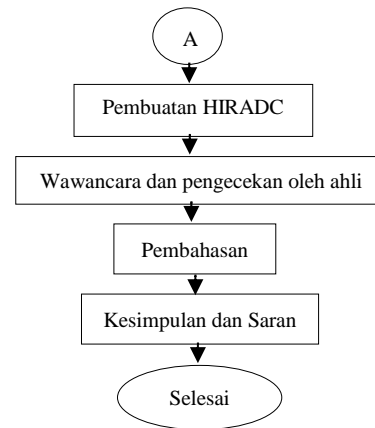 A
Pembuatan HIRADC
Wawancara dan pengecekan oleh ahli
Pembahasan
Kesimpulan dan Saran
Selesai